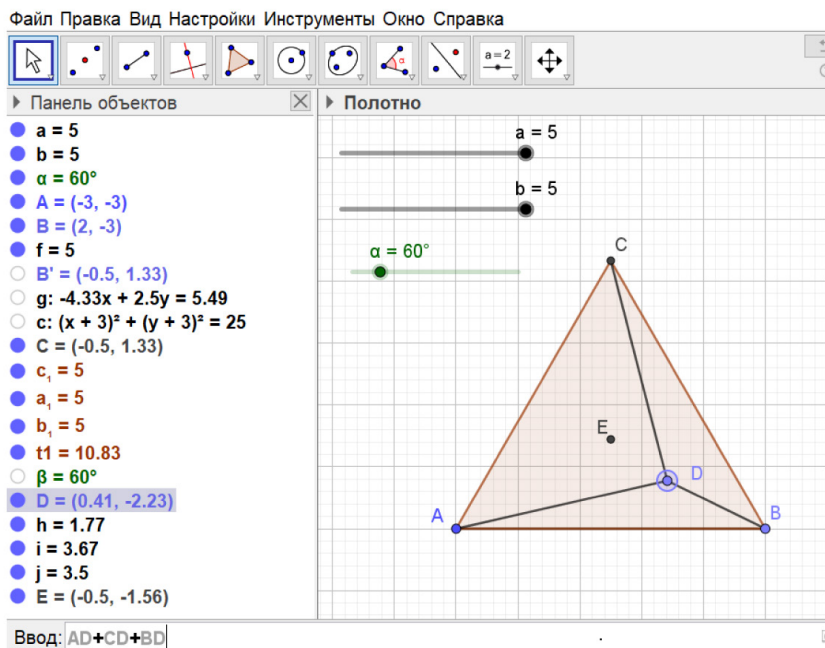 Файл Правка Вид Настройки Инструменты Окно Справка
a=2
Панель объектов
Полотно
a = 5
b = 5
α = 60°
A = (-3, -3)
B = (2, -3)
f = 5
B' = (-0.5, 1.33)
g: -4.33x + 2.5y = 5.49
c: (x + 3)² + (y + 3)² = 25
C = (-0.5, 1.33)
c₁ = 5
a₁ = 5
b₁ = 5
t1 = 10.83
β = 60°
D = (0.41, -2.23)
h = 1.77
i = 3.67
j = 3.5
E = (-0.5, -1.56)
a = 5
b = 5
α = 60°
C
E
D
A
B
Ввод: AD+CD+BD